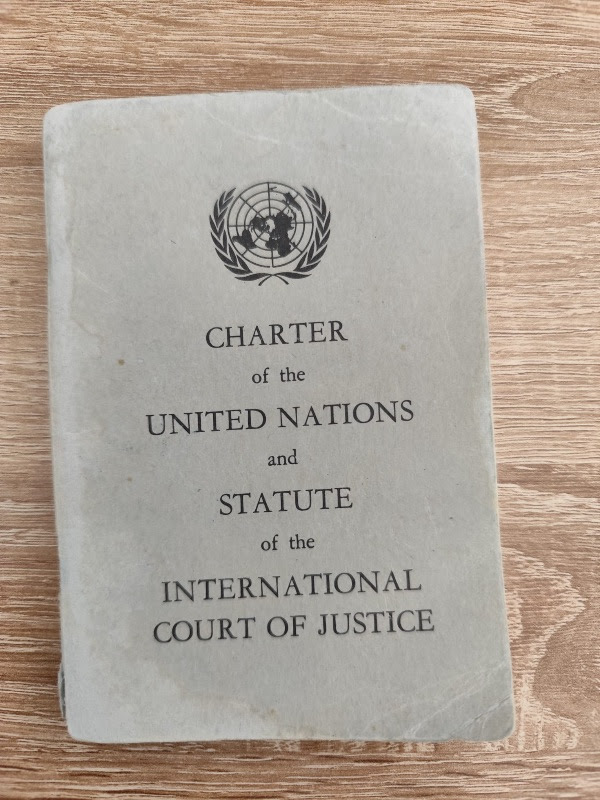 CHARTER
of the
UNITED NATIONS
and
STATUTE
of the
INTERNATIONAL
COURT OF JUSTICE